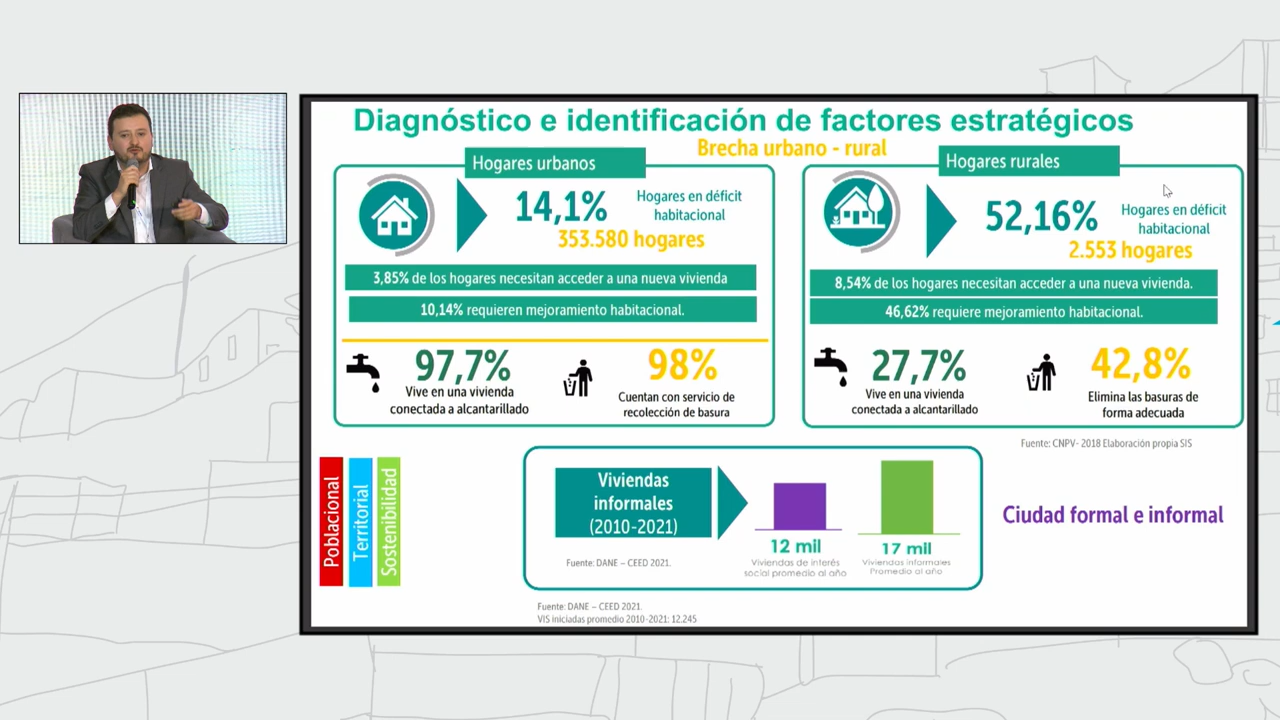 Diagnóstico e identificación de factores estratégicos
Brecha urbano - rural
Hogares urbanos
14,1%
Hogares en déficit
habitacional
353.580 hogares
3,85% de los hogares necesitan acceder a una nueva vivienda
10,14% requieren mejoramiento habitacional.
97,7%
Vive en una vivienda
conectada a alcantarillado
98%
Cuentan con servicio de
recolección de basura
Hogares rurales
52,16%
Hogares en déficit
habitacional
2.553 hogares
8,54% de los hogares necesitan acceder a una nueva vivienda.
46,62% requiere mejoramiento habitacional.
27,7%
Vive en una vivienda
conectada a alcantarillado
42,8%
Elimina las basuras de
forma adecuada
Fuente: CNPV- 2018 Elaboración propia SIS
Poblacional
Territorial
Sostenibilidad
Viviendas
informales
(2010-2021)
Fuente: DANE – CEED 2021.
12 mil
Viviendas de interés
social promedio al año
17 mil
Viviendas informales
Promedio al año
Ciudad formal e informal
Fuente: DANE – CEED 2021.
VIS iniciadas promedio 2010-2021: 12.245